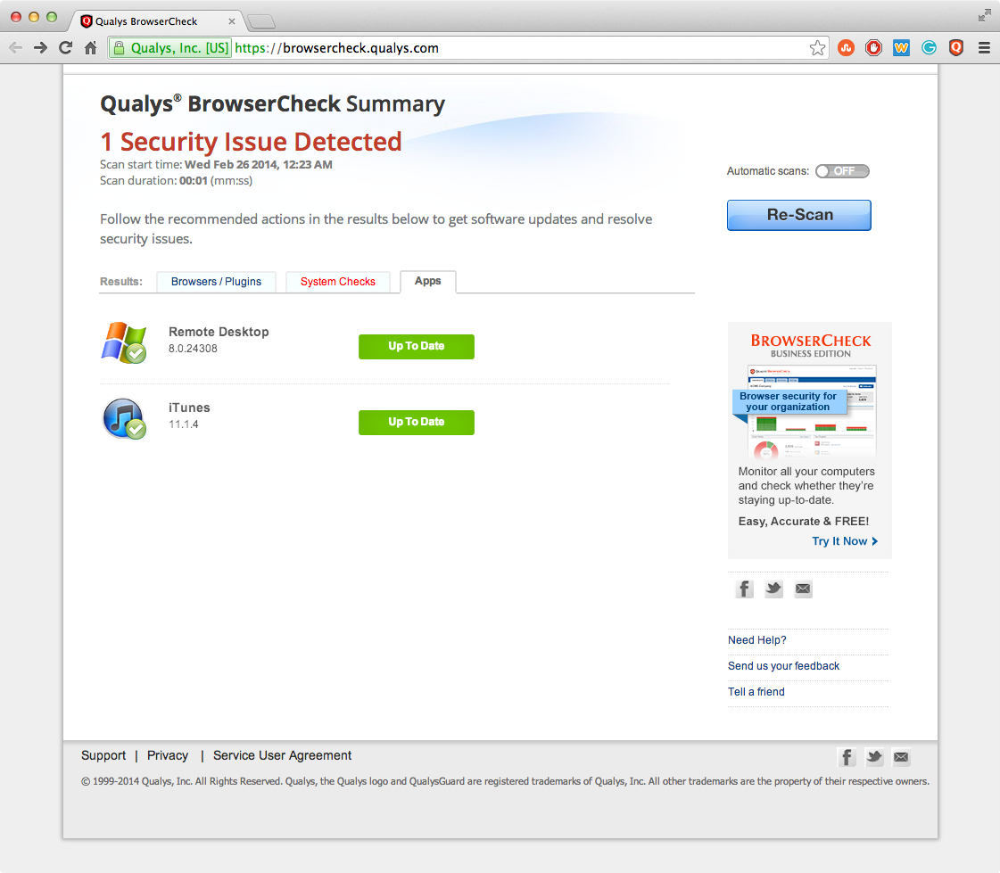 Qualys BrowserCheck
Qualys, Inc. [US] https://browsercheck.qualys.com
Qualys® BrowserCheck Summary
1 Security Issue Detected
Scan start time: Wed Feb 26 2014, 12:23 AM
Scan duration: 00:01 (mm:ss)
Automatic scans: OFF
Re-Scan
Follow the recommended actions in the results below to get software updates and resolve
security issues.
Results: Browsers / Plugins System Checks Apps
Remote Desktop
8.0.24308
Up To Date
iTunes
11.1.4
Up To Date
BROWSERCHECK
BUSINESS EDITION
Browser security for
your organization
Monitor all your computers
and check whether they're
staying up-to-date.
Easy, Accurate & FREE!
Try It Now
Need Help?
Send us your feedback
Tell a friend
Support | Privacy | Service User Agreement
© 1999-2014 Qualys, Inc. All Rights Reserved. Qualys, the Qualys logo and QualysGuard are registered trademarks of Qualys, Inc. All other trademarks are the property of their respective owners.